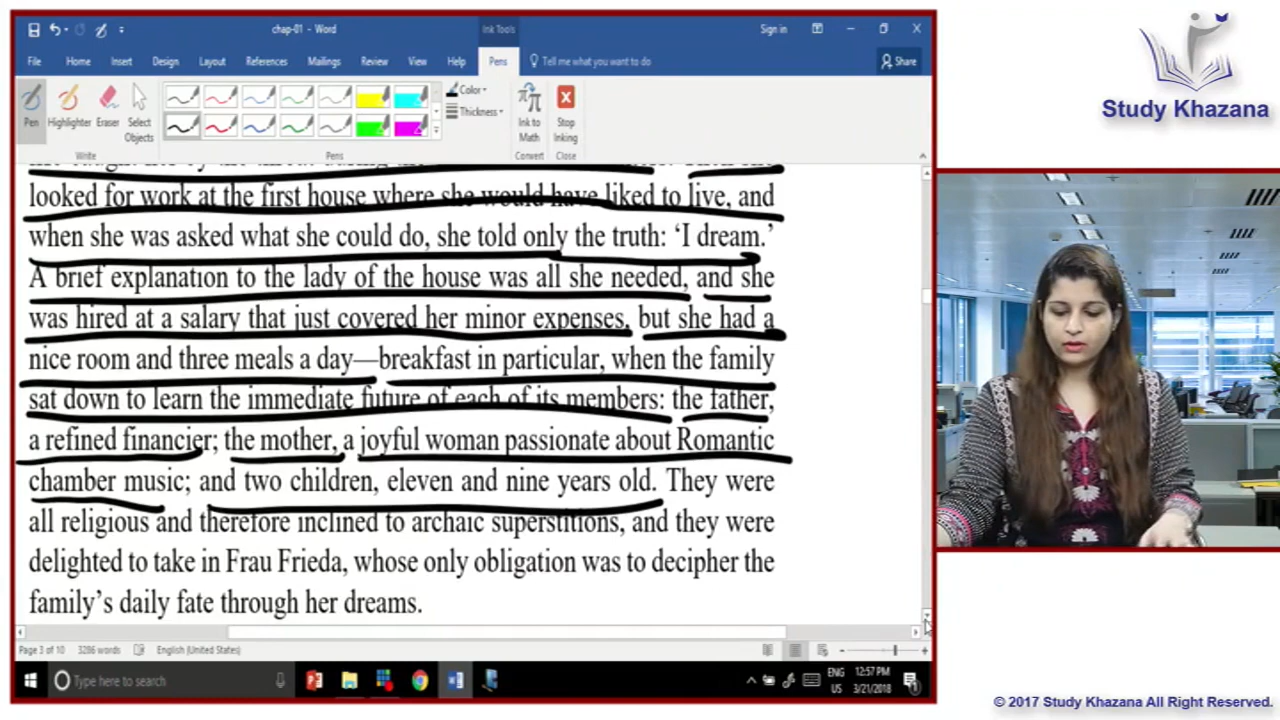 chap-01 - Word
Ink Tools
Sign in
File Home Insert Design Layout References Mailings Review View Help Pens Tell me what you want to do Share
Pen Highlighter Eraser Select Objects
Color
Thickness
Ink to Math
Stop Inking
Write Pens Convert Close
looked for work at the first house where she would have liked to live, and
when she was asked what she could do, she told only the truth: ‘I dream.’
A brief explanation to the lady of the house was all she needed, and she
was hired at a salary that just covered her minor expenses, but she had a
nice room and three meals a day—breakfast in particular, when the family
sat down to learn the immediate future of each of its members: the father,
a refined financier; the mother, a joyful woman passionate about Romantic
chamber music; and two children, eleven and nine years old. They were
all religious and therefore inclined to archaic superstitions, and they were
delighted to take in Frau Frieda, whose only obligation was to decipher the
family’s daily fate through her dreams.
Page 3 of 10 3286 words English (United States)
Type here to search
ENG 12:57 PM
US 3/21/2018
Study Khazana
© 2017 Study Khazana All Right Reserved.